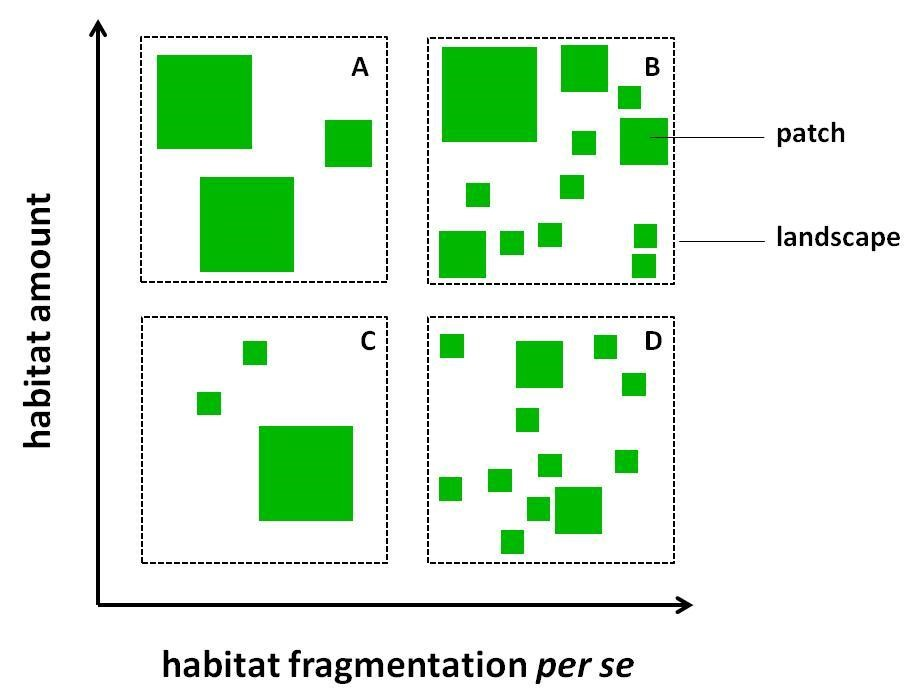 A
B
patch
habitat amount
landscape
C
D
habitat fragmentation per se